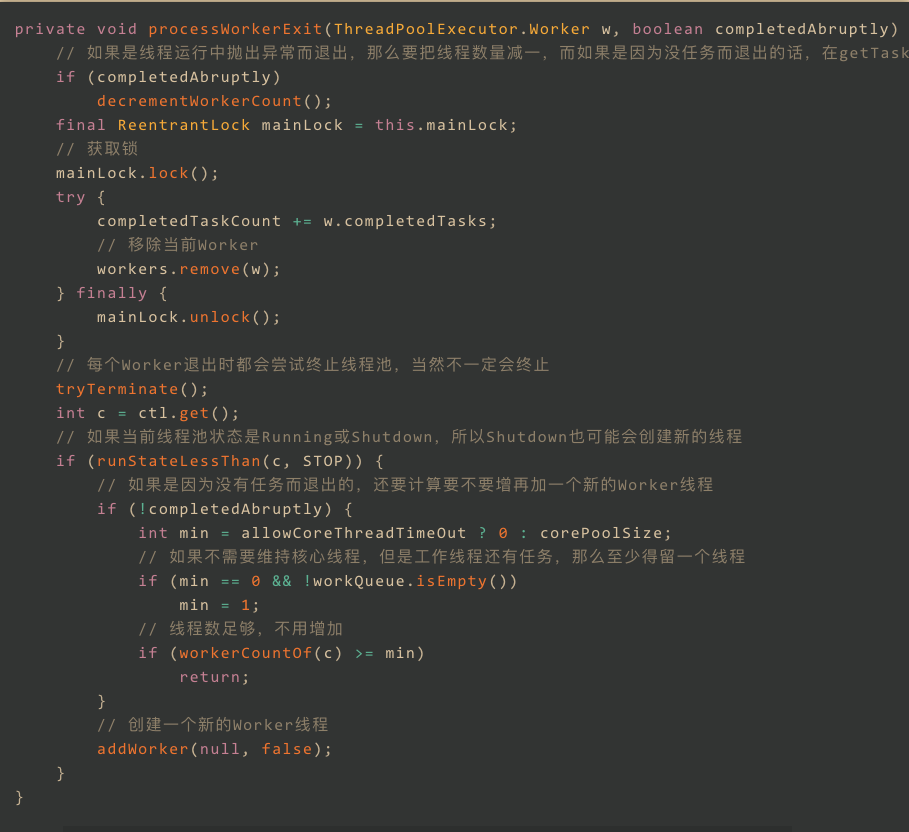 private void processWorkerExit(ThreadPoolExecutor.Worker w, boolean completedAbruptly)
    // 如果是线程运行中抛出异常而退出，那么要把线程数量减一，而如果是因为没任务而退出的话，在getTask
    if (completedAbruptly)
        decrementWorkerCount();
    final ReentrantLock mainLock = this.mainLock;
    // 获取锁
    mainLock.lock();
    try {
        completedTaskCount += w.completedTasks;
        // 移除当前Worker
        workers.remove(w);
    } finally {
        mainLock.unlock();
    }
    // 每个Worker退出时都会尝试终止线程池，当然不一定会终止
    tryTerminate();
    int c = ctl.get();
    // 如果当前线程池状态是Running或Shutdown，所以Shutdown也可能会创建新的线程
    if (runStateLessThan(c, STOP)) {
        // 如果是因为没有任务而退出的，还要计算要不要增再加一个新的Worker线程
        if (!completedAbruptly) {
            int min = allowCoreThreadTimeOut ? 0 : corePoolSize;
            // 如果不需要维持核心线程，但是工作线程还有任务，那么至少得留一个线程
            if (min == 0 && !workQueue.isEmpty())
                min = 1;
            // 线程数足够，不用增加
            if (workerCountOf(c) >= min)
                return;
        }
        // 创建一个新的Worker线程
        addWorker(null, false);
    }
}